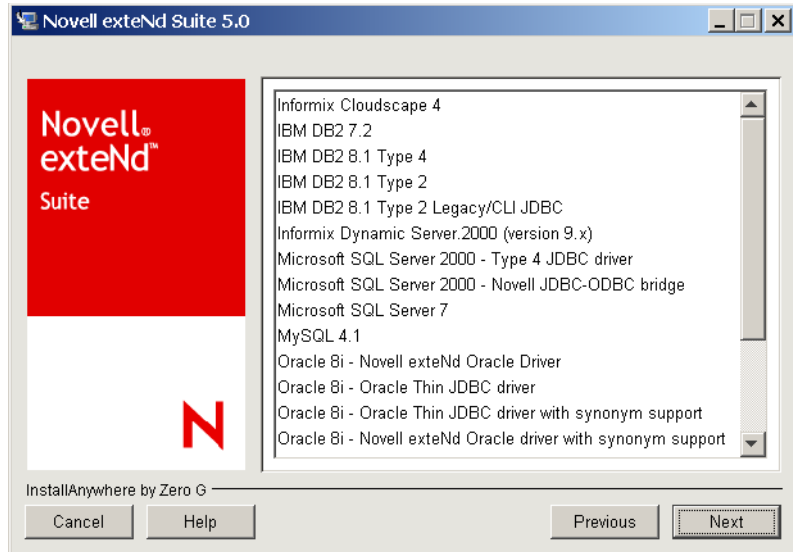 Novell exteNd Suite 5.0
Novell®
exteNd™
Suite
Informix Cloudscape 4
IBM DB2 7.2
IBM DB2 8.1 Type 4
IBM DB2 8.1 Type 2
IBM DB2 8.1 Type 2 Legacy/CLI JDBC
Informix Dynamic Server.2000 (version 9.x)
Microsoft SQL Server 2000 - Type 4 JDBC driver
Microsoft SQL Server 2000 - Novell JDBC-ODBC bridge
Microsoft SQL Server 7
MySQL 4.1
Oracle 8i - Novell exteNd Oracle Driver
Oracle 8i - Oracle Thin JDBC driver
Oracle 8i - Oracle Thin JDBC driver with synonym support
Oracle 8i - Novell exteNd Oracle driver with synonym support
N
InstallAnywhere by Zero G
Cancel
Help
Previous
Next